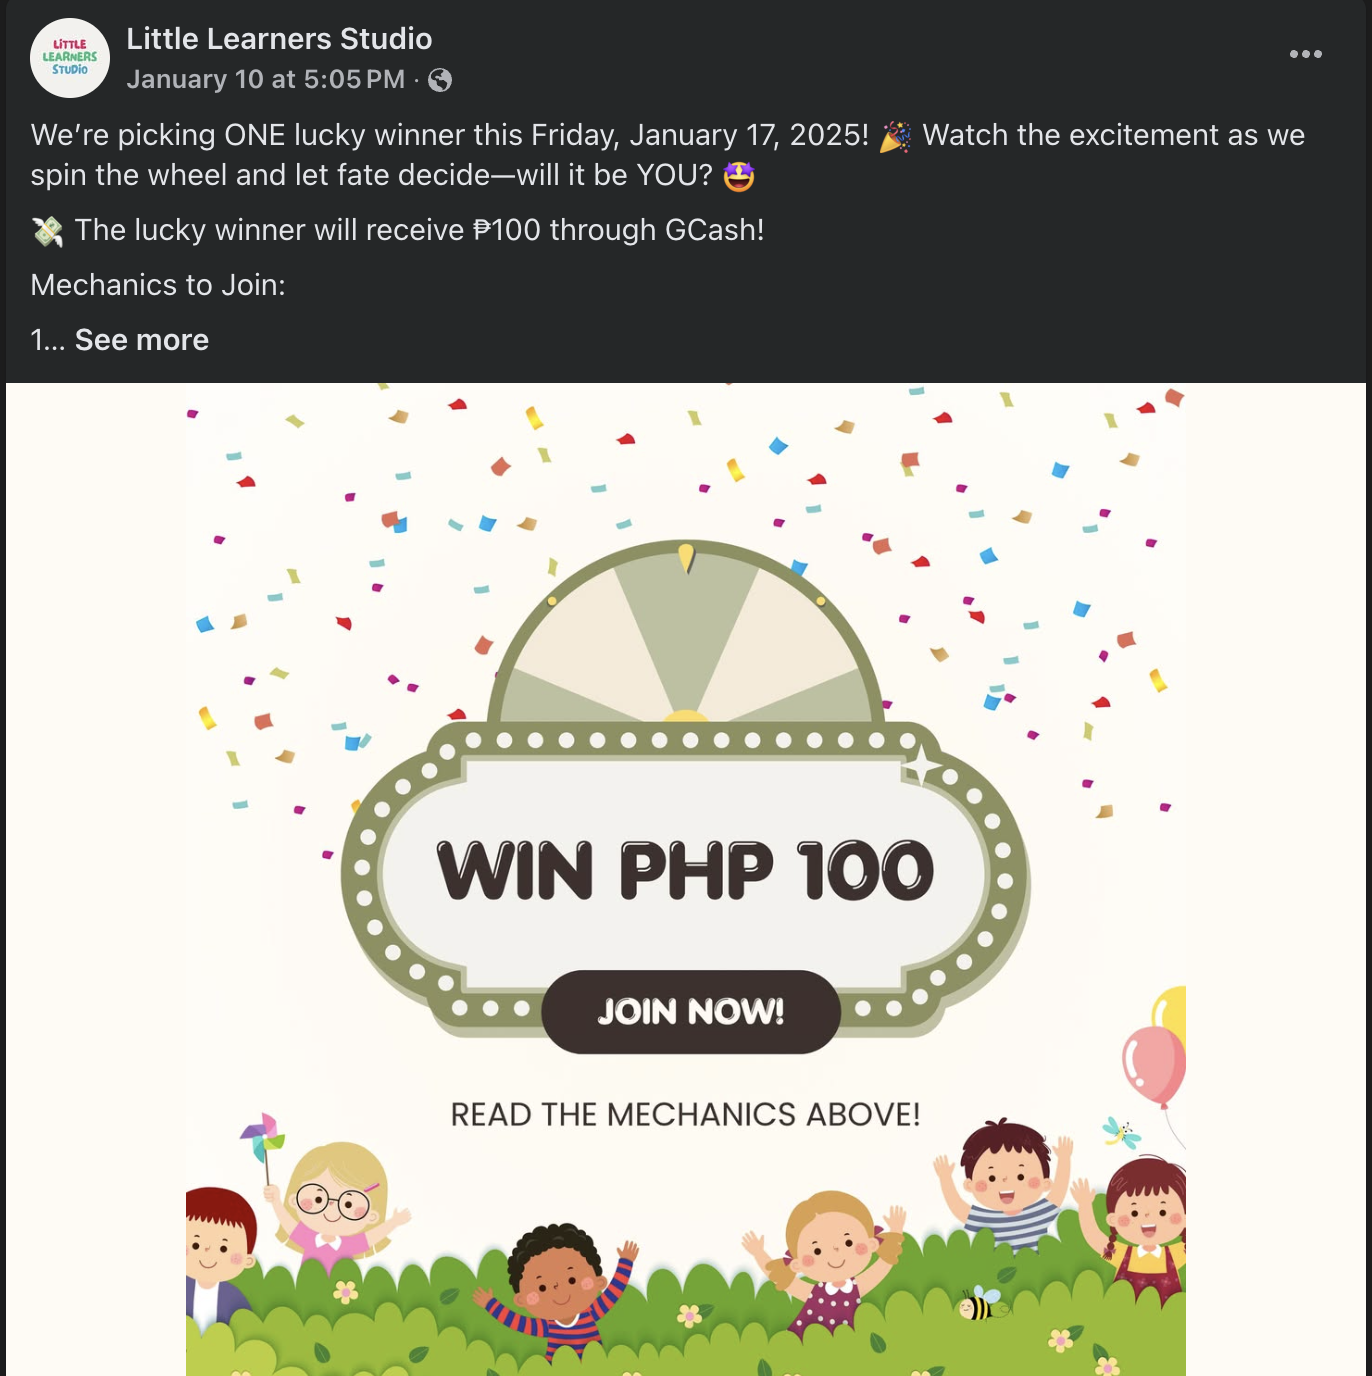 LITTLE
LEARNERS
STUDIO
Little Learners Studio
January 10 at 5:05 PM ·
We’re picking ONE lucky winner this Friday, January 17, 2025! 🎉 Watch the excitement as we
spin the wheel and let fate decide—will it be YOU? 🤩
💸 The lucky winner will receive ₱100 through GCash!
Mechanics to Join:
1... See more
WIN PHP 100
JOIN NOW!
READ THE MECHANICS ABOVE!